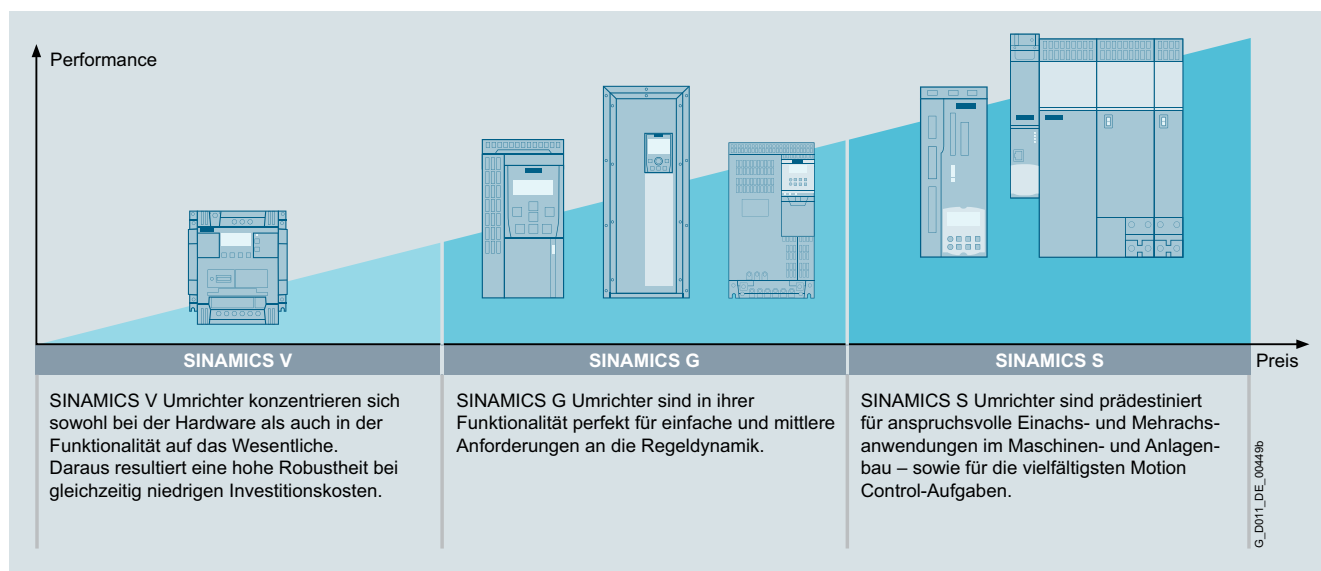 Performance
SINAMICS V
SINAMICS G
SINAMICS S
Preis
SINAMICS V Umrichter konzentrieren sich
sowohl bei der Hardware als auch in der
Funktionalität auf das Wesentliche.
Daraus resultiert eine hohe Robustheit bei
gleichzeitig niedrigen Investitionskosten.
SINAMICS G Umrichter sind in ihrer
Funktionalität perfekt für einfache und mittlere
Anforderungen an die Regeldynamik.
SINAMICS S Umrichter sind prädestiniert
für anspruchsvolle Einachs- und Mehrachs-
anwendungen im Maschinen- und Anlagen-
bau – sowie für die vielfältigsten Motion
Control-Aufgaben.
G_D011_DE_00449b